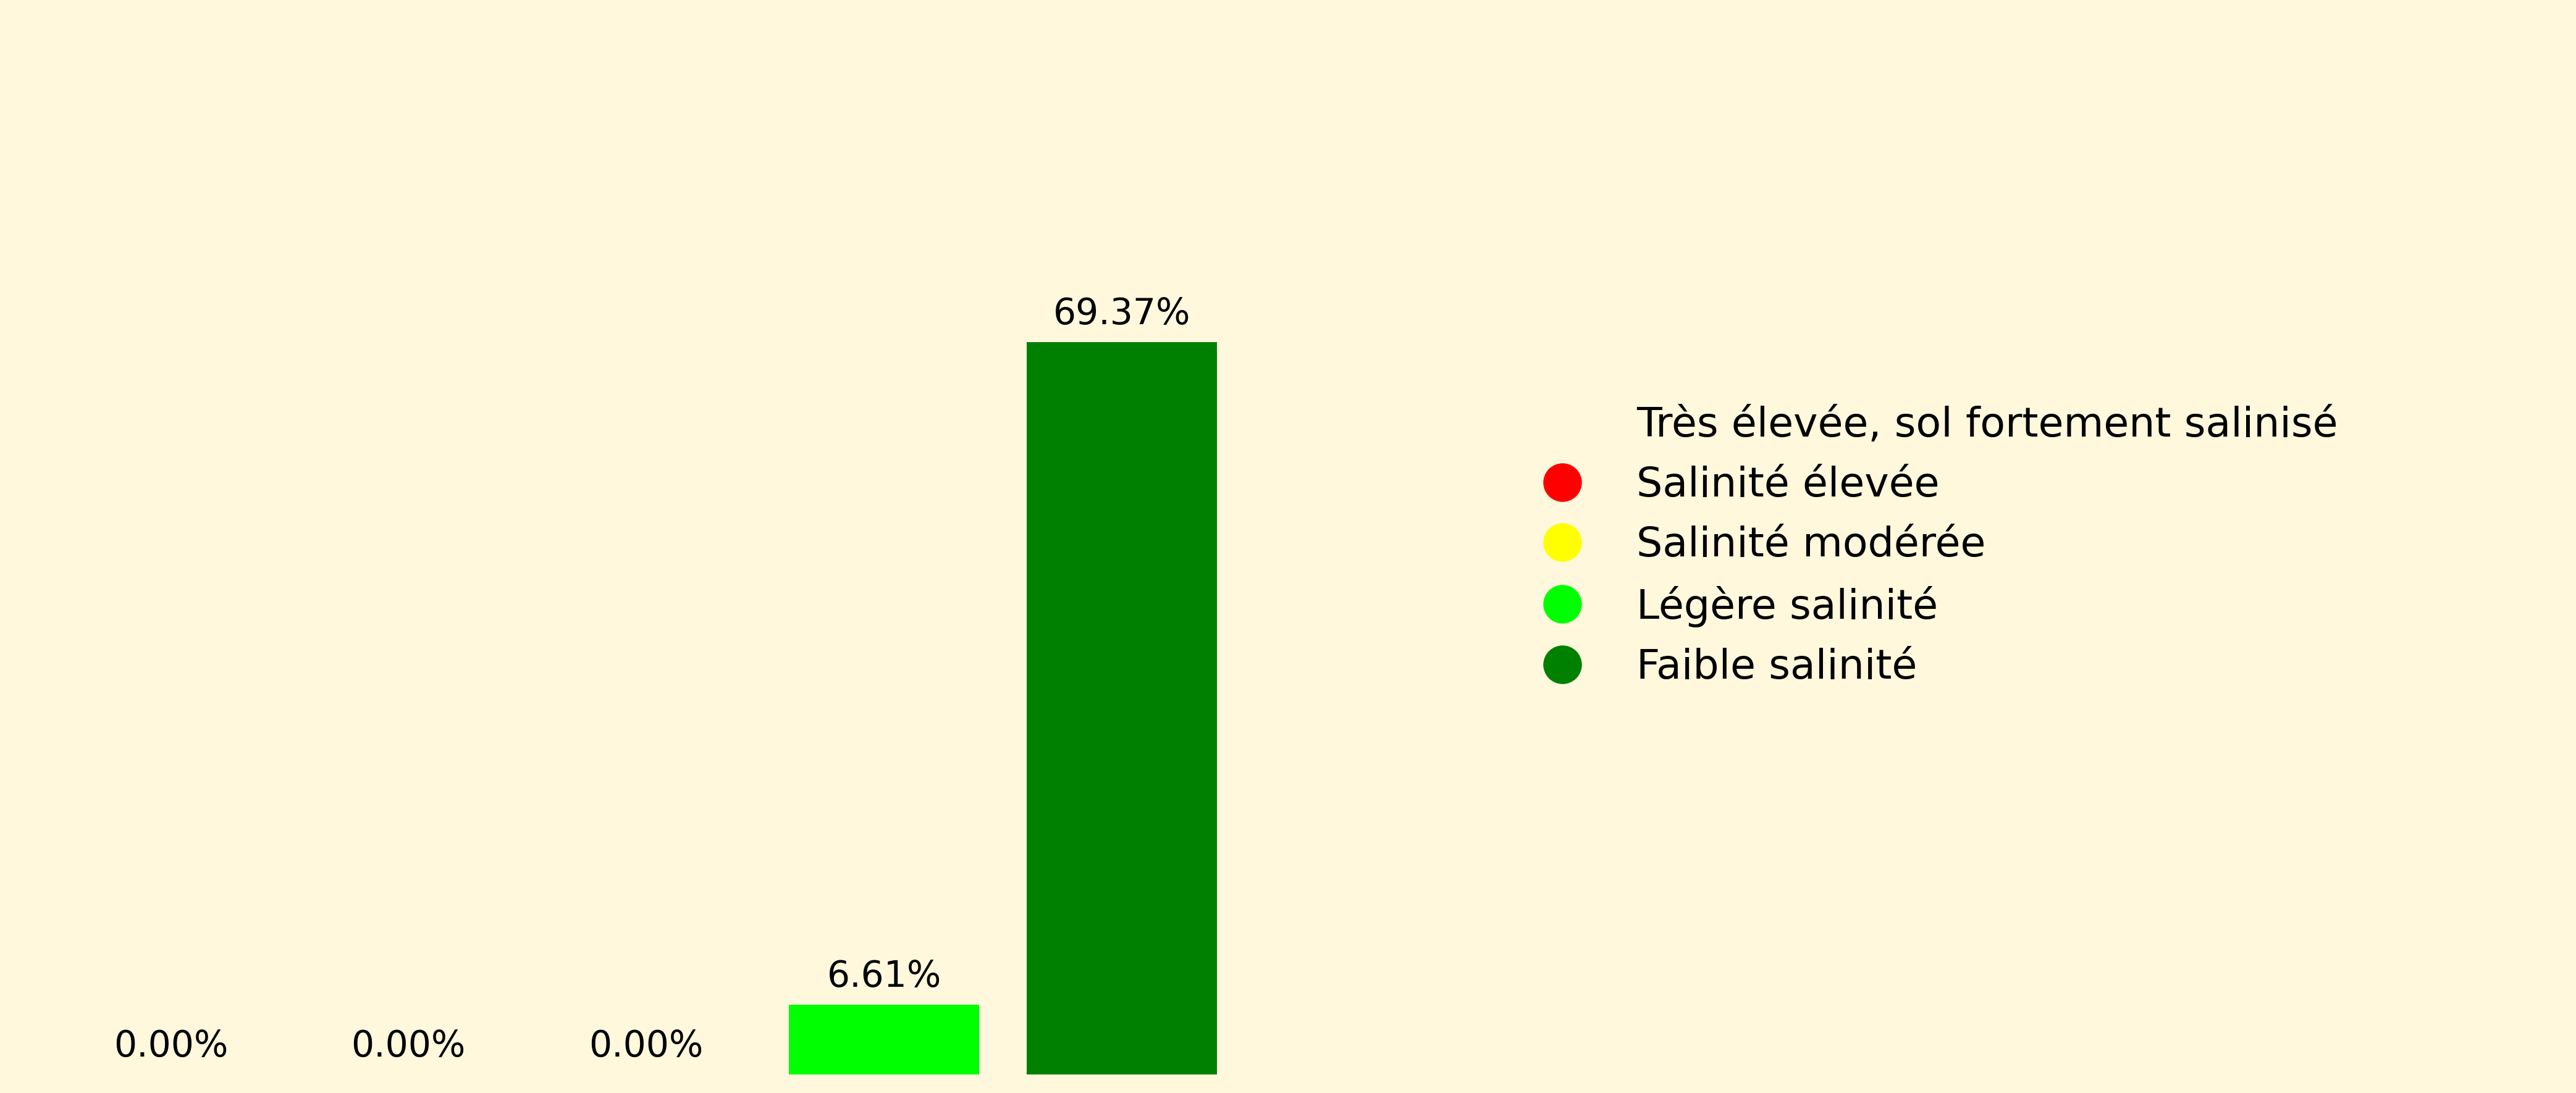 69.37%
6.61%
0.00%
0.00%
0.00%
Très élevée, sol fortement salinisé
Salinité élevée
Salinité modérée
Légère salinité
Faible salinité